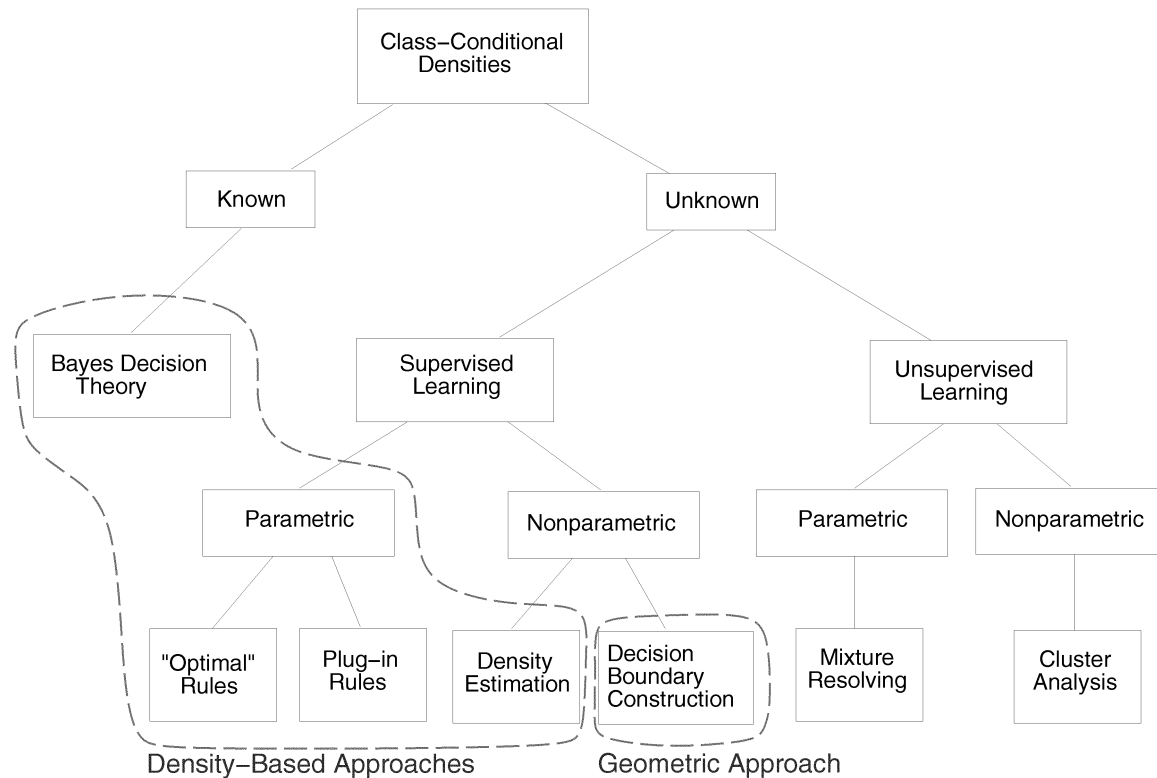 Class–Conditional
Densities
Known
Unknown
Bayes Decision
Theory
Supervised
Learning
Unsupervised
Learning
Parametric
Nonparametric
Parametric
Nonparametric
"Optimal"
Rules
Plug–in
Rules
Density
Estimation
Decision
Boundary
Construction
Mixture
Resolving
Cluster
Analysis
Density–Based Approaches
Geometric Approach